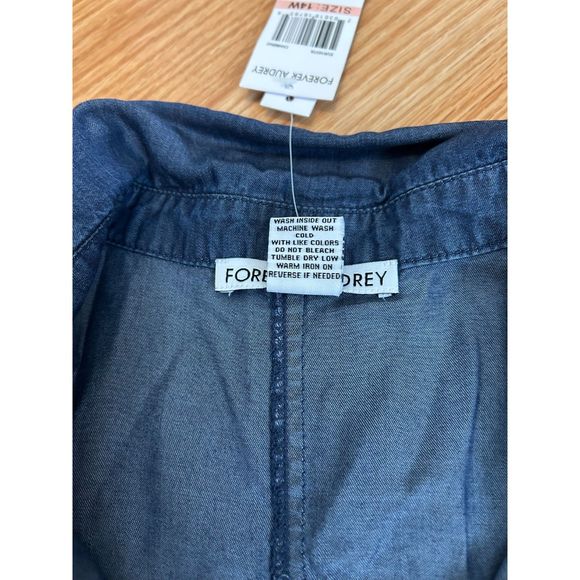 SIZE: 14W
FOREVER AUDREY
WASH INSIDE OUT
MACHINE WASH
COLD
WITH LIKE COLORS
DO NOT BLEACH
TUMBLE DRY LOW
WARM IRON ON
REVERSE IF NEEDED
FORE DREY